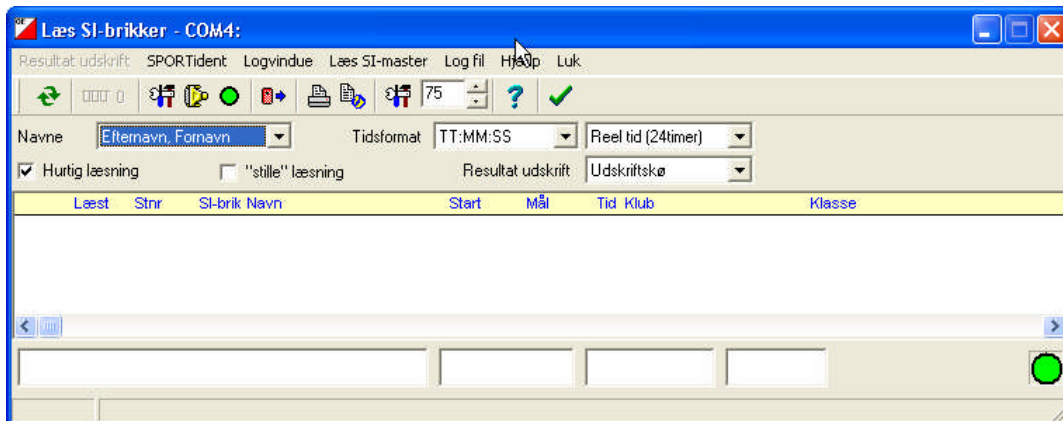 OE Læs SI-brikker - COM4:
Resultat udskrift SPORTident Logvindue Læs SI-master Log fil Hjælp Luk
75
Navne Efternavn, Fornavn Tidsformat TT:MM:SS Reel tid (24timer)
Hurtig læsning "stille" læsning Resultat udskrift Udskriftskø
Læst Stnr SI-brik Navn Start Mål Tid Klub Klasse